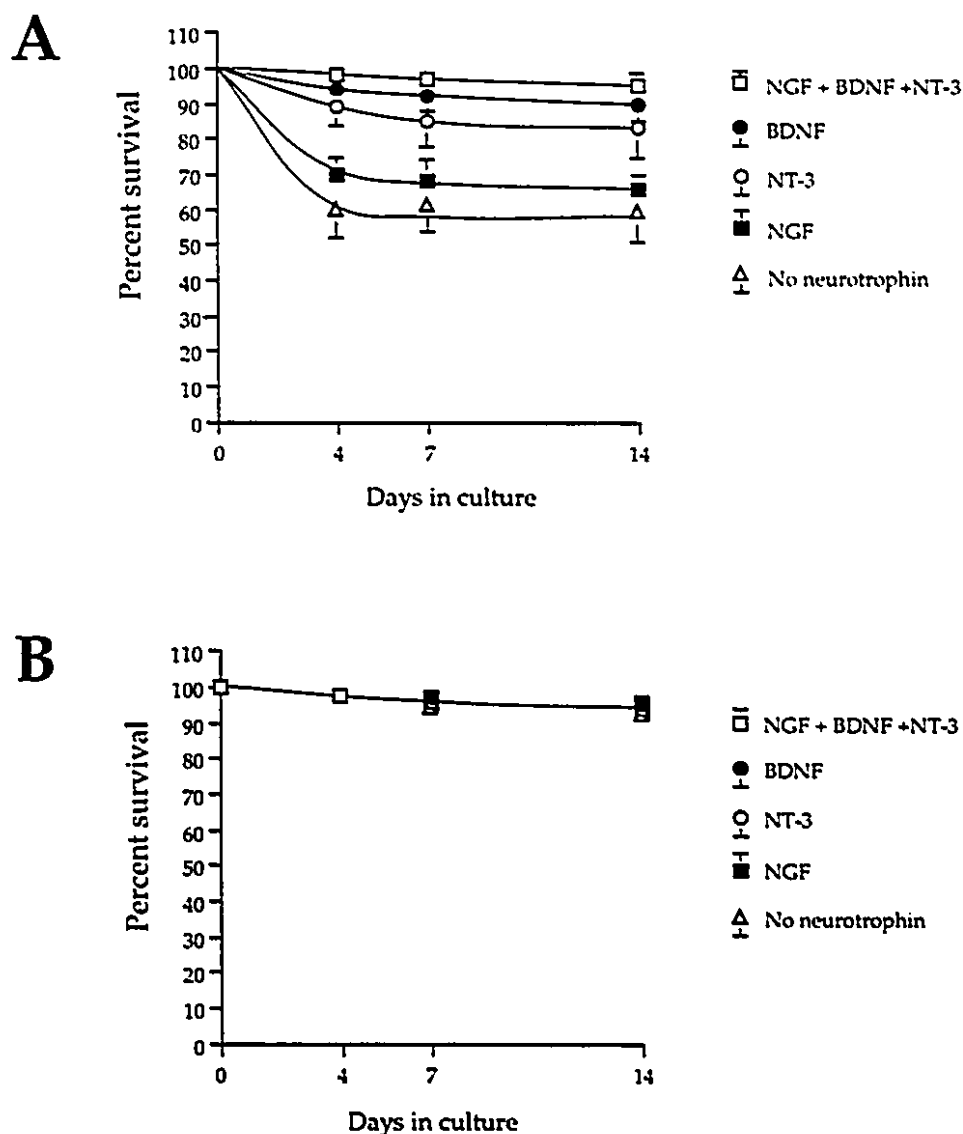 A
Percent survival
110
100
90
80
70
60
50
40
30
20
10
0
0 4 7 14
Days in culture
NGF + BDNF +NT-3
BDNF
NT-3
NGF
No neurotrophin
B
Percent survival
110
100
90
80
70
60
50
40
30
20
10
0
0 4 7 14
Days in culture
NGF + BDNF +NT-3
BDNF
NT-3
NGF
No neurotrophin